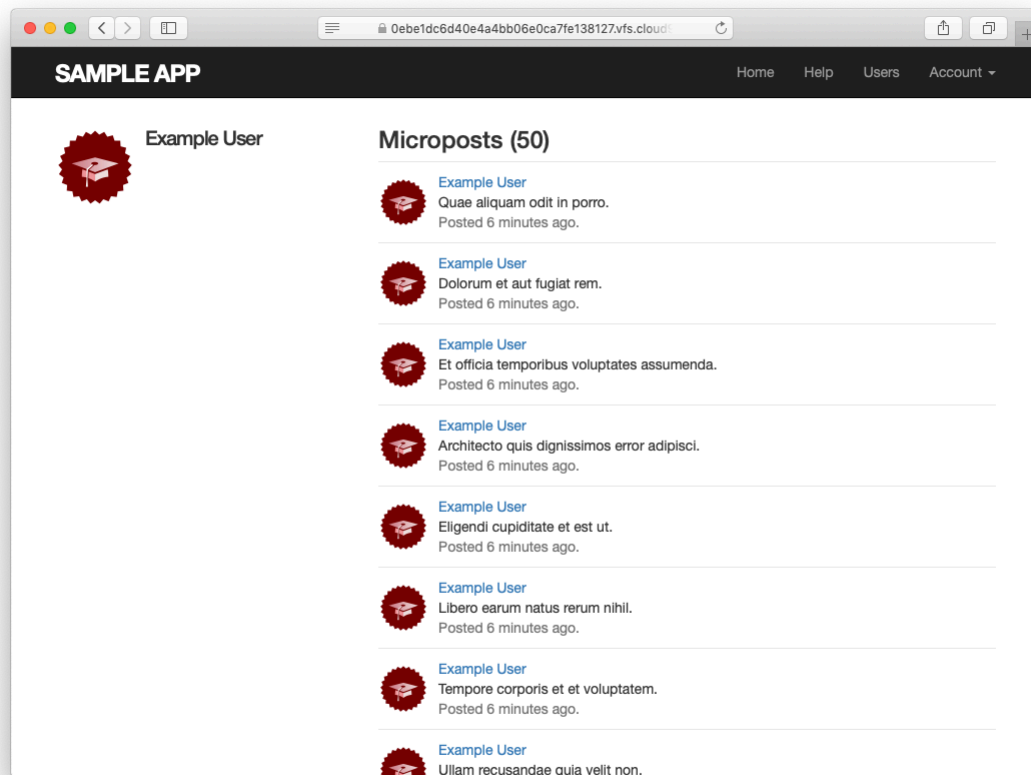 0ebe1dc6d40e4a4bb06e0ca7fe138127.vfs.cloud
SAMPLE APP
Home Help Users Account
Example User
Microposts (50)
Example User
Quae aliquam odit in porro.
Posted 6 minutes ago.
Example User
Dolorum et aut fugiat rem.
Posted 6 minutes ago.
Example User
Et officia temporibus voluptates assumenda.
Posted 6 minutes ago.
Example User
Architecto quis dignissimos error adipisci.
Posted 6 minutes ago.
Example User
Eligendi cupiditate et est ut.
Posted 6 minutes ago.
Example User
Libero earum natus rerum nihil.
Posted 6 minutes ago.
Example User
Tempore corporis et et voluptatem.
Posted 6 minutes ago.
Example User
Ullam recusandae quia velit non.